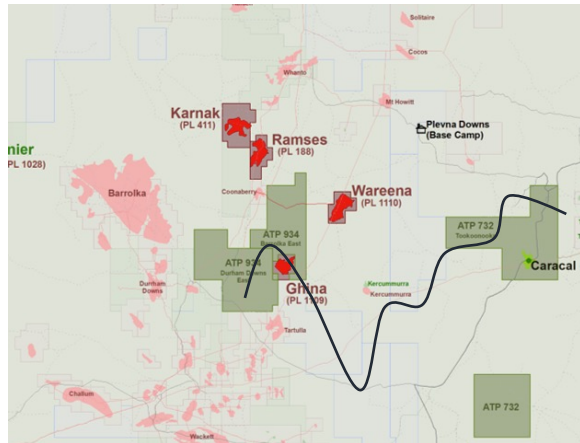 Solitaire
Cocos
Whanto
Mt Howitt
Karnak
(PL 411)
Plevna Downs
(Base Camp)
Ramses
(PL 188)
mier
PL 1028)
Barrolka
Coonaberry
Wareena
(PL 1110)
ATP 934
Barrolka East
ATP 732
Tookoonooka
ATP 934
Durham Downs
East
Caracal
Durham
Downs
Ghina
(PL 1109)
Kercummurra
Kercummurra
Tartulla
Challum
ATP 732
Wackett